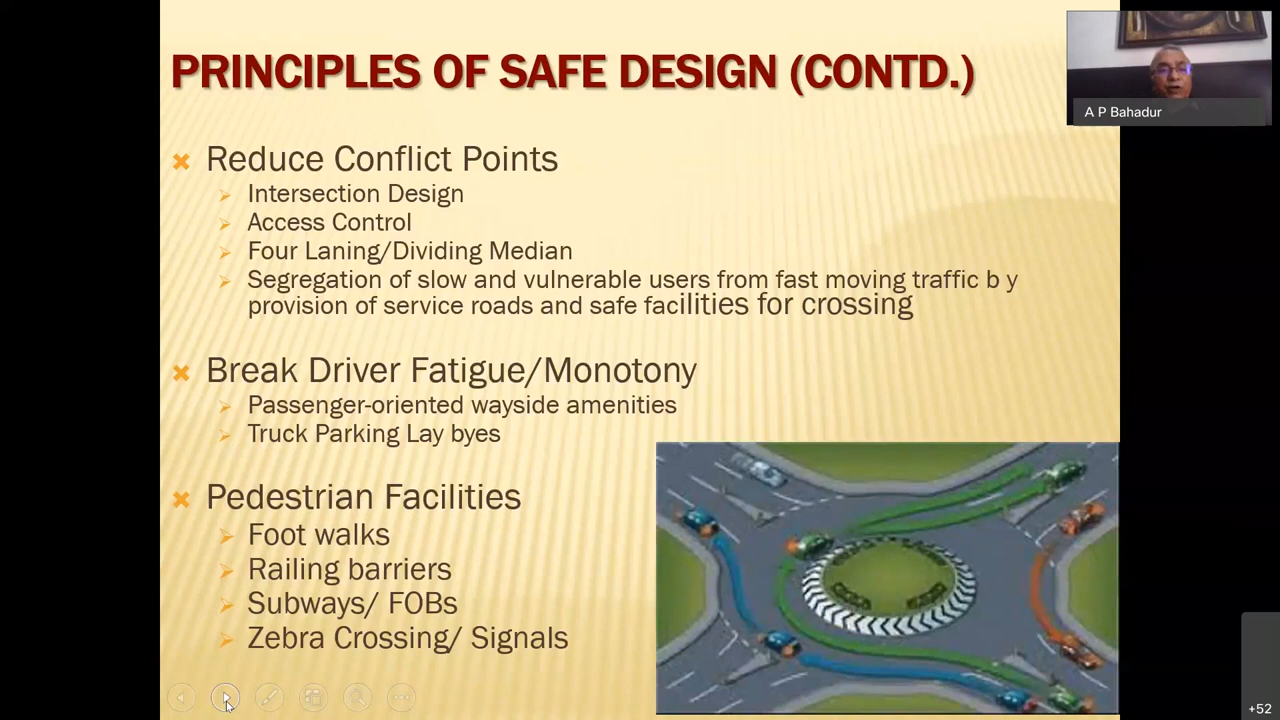 PRINCIPLES OF SAFE DESIGN (CONTD.)
A P Bahadur
Reduce Conflict Points
Intersection Design
Access Control
Four Laning/Dividing Median
Segregation of slow and vulnerable users from fast moving traffic b y
provision of service roads and safe facilities for crossing
Break Driver Fatigue/Monotony
Passenger-oriented wayside amenities
Truck Parking Lay byes
Pedestrian Facilities
Foot walks
Railing barriers
Subways/ FOBs
Zebra Crossing/ Signals
+52